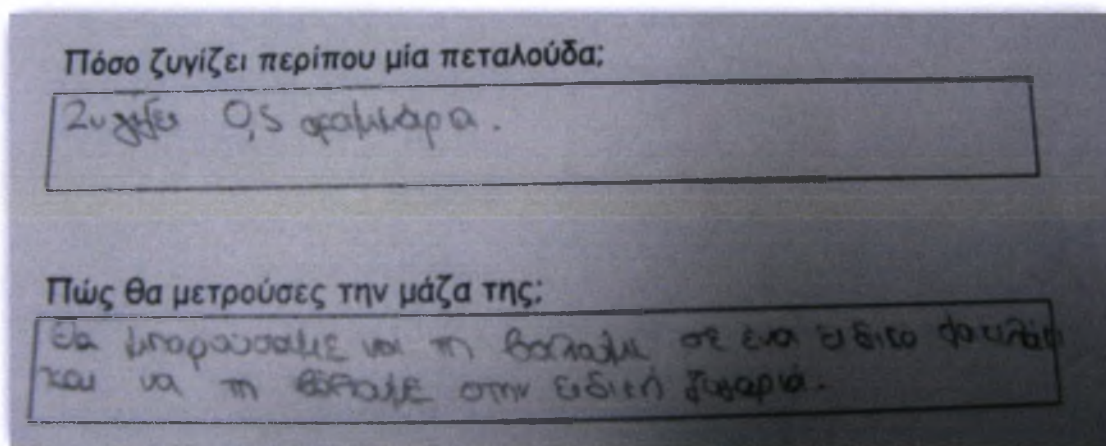 Πόσο ζυγίζει περίπου μία πεταλούδα;
Ζυγίζει 0,5 γραμμάρια.
Πώς θα μετρούσες την μάζα της;
Θα μπορούσαμε να τη βάλουμε σε ένα ειδικό
και να τη βάλουμε στην ειδική ζυγαριά.